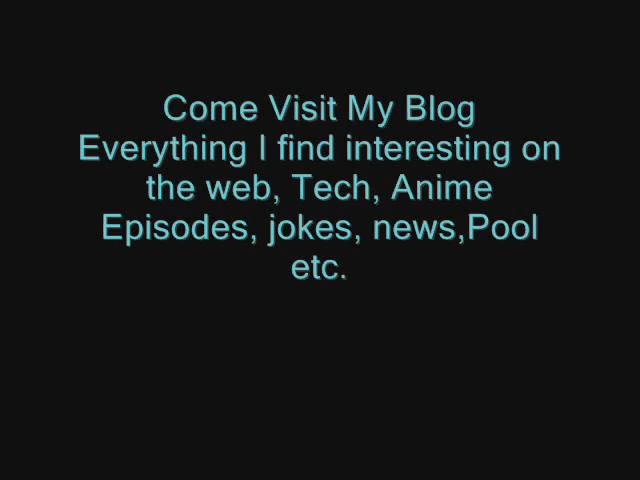 Come Visit My Blog
Everything I find interesting on
the web, Tech, Anime
Episodes, jokes, news,Pool
etc.